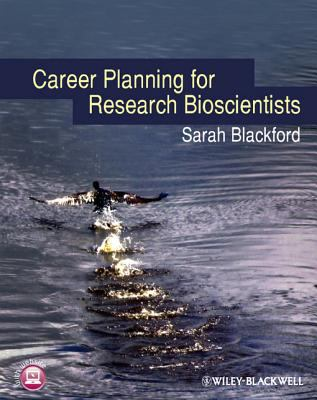 Career Planning for
Research Bioscientists
Sarah Blackford
WILEY-BLACKWELL